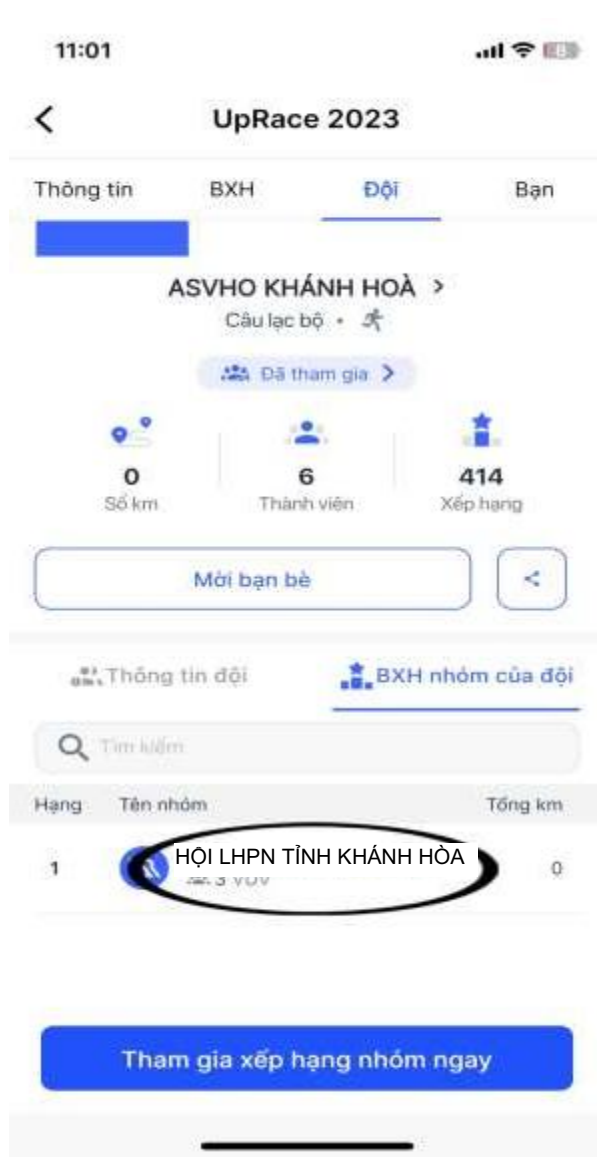 11:01
UpRace 2023
Thông tin BXH Đội Bạn
ASVHO KHÁNH HOÀ >
Câu lạc bộ •
Đã tham gia >
0 6 414
Số km Thành viên Xếp hạng
Mời bạn bè
Thông tin đội BXH nhóm của đội
Tìm kiếm
Hạng Tên nhóm Tổng km
1 HỘI LHPN TỈNH KHÁNH HÒA 0
3 VĐV
Tham gia xếp hạng nhóm ngay